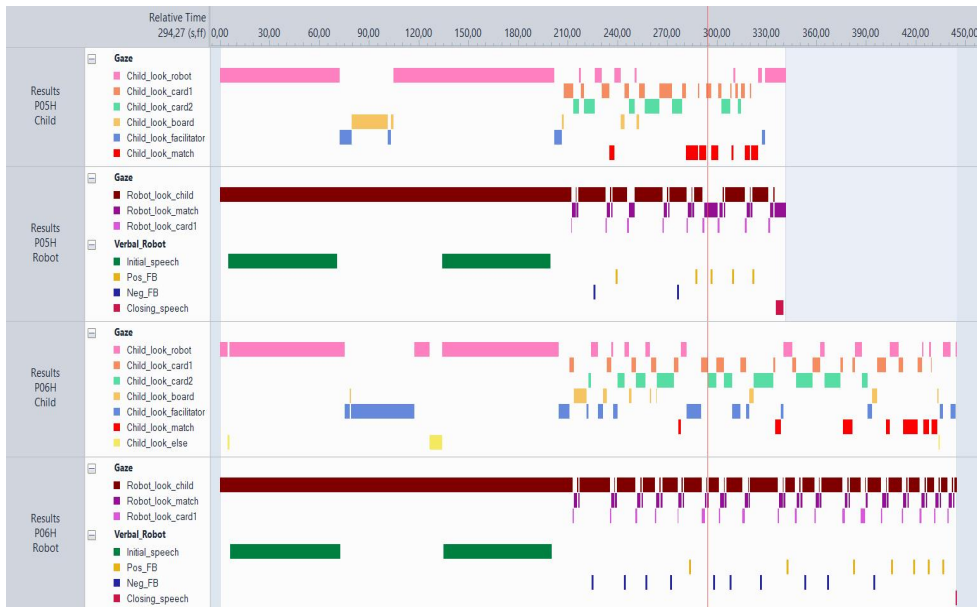 Relative Time
294,27 (s,ff) 0,00 30,00 60,00 90,00 120,00 150,00 180,00 210,00 240,00 270,00 300,00 330,00 360,00 390,00 420,00 450,00
Results
P05H
Child
Gaze
Child_look_robot
Child_look_card1
Child_look_card2
Child_look_board
Child_look_facilitator
Child_look_match
Results
P05H
Robot
Gaze
Robot_look_child
Robot_look_match
Robot_look_card1
Verbal_Robot
Initial_speech
Pos_FB
Neg_FB
Closing_speech
Results
P06H
Child
Gaze
Child_look_robot
Child_look_card1
Child_look_card2
Child_look_board
Child_look_facilitator
Child_look_match
Child_look_else
Results
P06H
Robot
Gaze
Robot_look_child
Robot_look_match
Robot_look_card1
Verbal_Robot
Initial_speech
Pos_FB
Neg_FB
Closing_speech